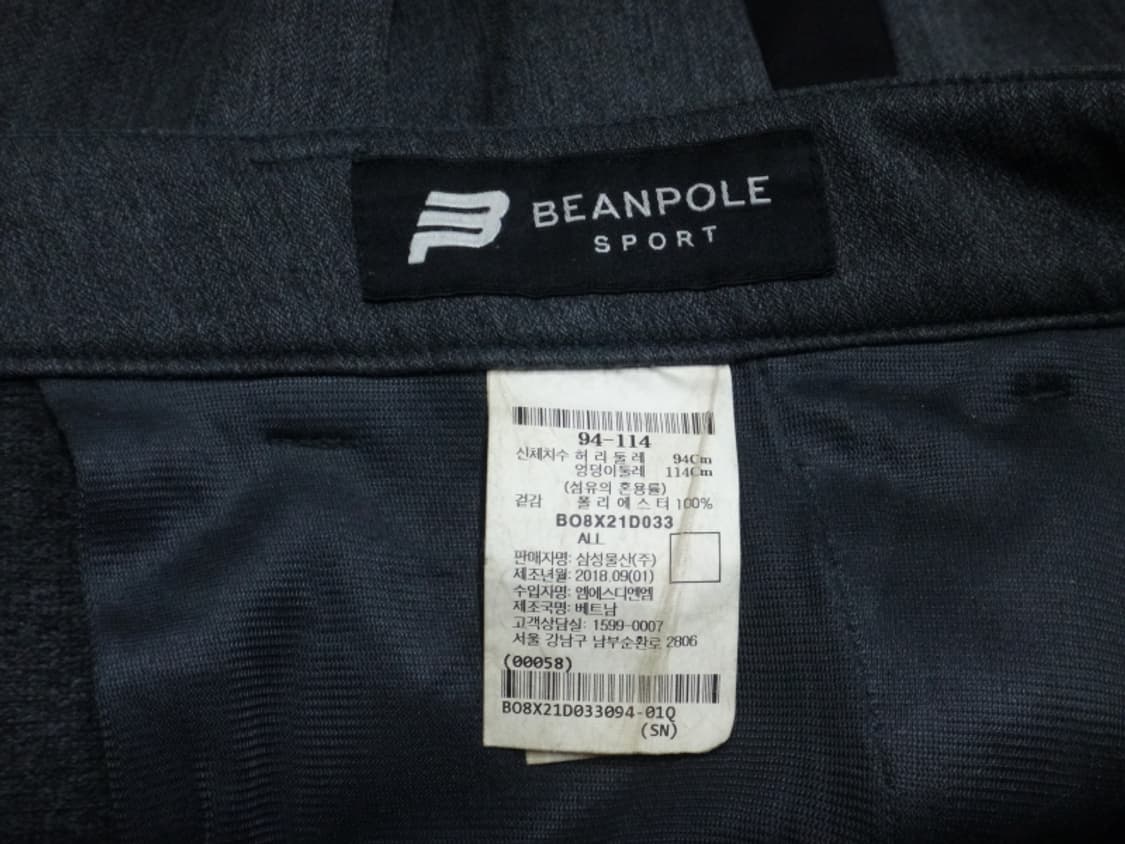 BEANPOLE
SPORT
94-114
신체치수 허 리 둘 레 94Cm
엉덩이둘레 114Cm
(섬유의 혼용률)
겉감 폴 리 에 스 터 100%
BO8X21D033
ALL
판매자명: 삼성물산(주)
제조년월: 2018.09(01)
수입자명: 엠에스디엔엠
제조국명: 베트남
고객상담실: 1599-0007
서울 강남구 남부순환로 2806
(00058)
BO8X21D033094-01Q
(SN)